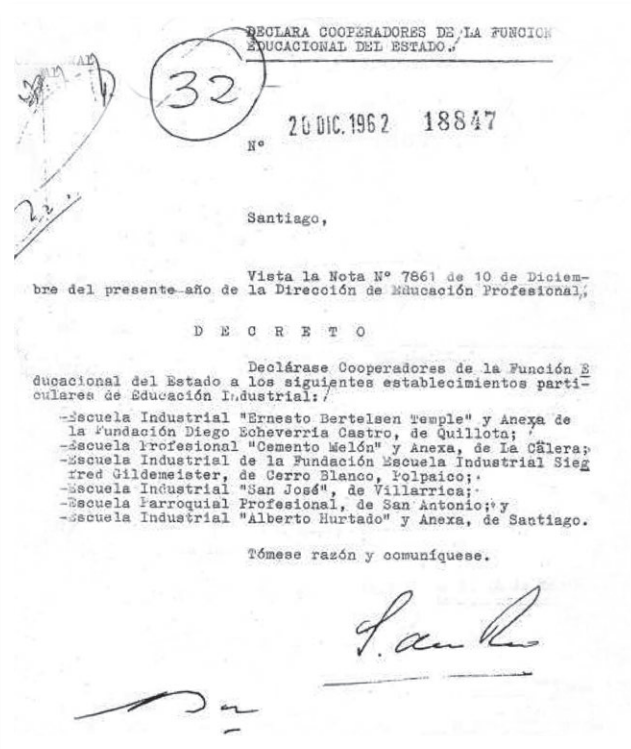 DECLARA COOPERADORES DE LA FUNCION
EDUCACIONAL DEL ESTADO./
32
20 DIC. 1962 18847
Nº
Santiago,
Vista la Nota Nº 7861 de 10 de Diciem-
bre del presente año de la Dirección de Educación Profesional,
D E C R E T O
Declárase Cooperadores de la Función E
ducacional del Estado a los siguientes establecimientos parti-
culares de Educación Industrial:/
-Escuela Industrial "Ernesto Bertelsen Temple" y Anexa de
la Fundación Diego Echeverria Castro, de Quillota;
-Escuela Profesional "Cemento Melón" y Anexa, de La Cálera;
-Escuela Industrial de la Fundación Escuela Industrial Sieg
fred Gildemeister, de Cerro Blanco, Polpaico;
-Escuela Industrial "San José", de Villarrica;
-Escuela Parroquial Profesional, de San Antonio; y
-Escuela Industrial "Alberto Hurtado" y Anexa, de Santiago.
Tómese razón y comuníquese.